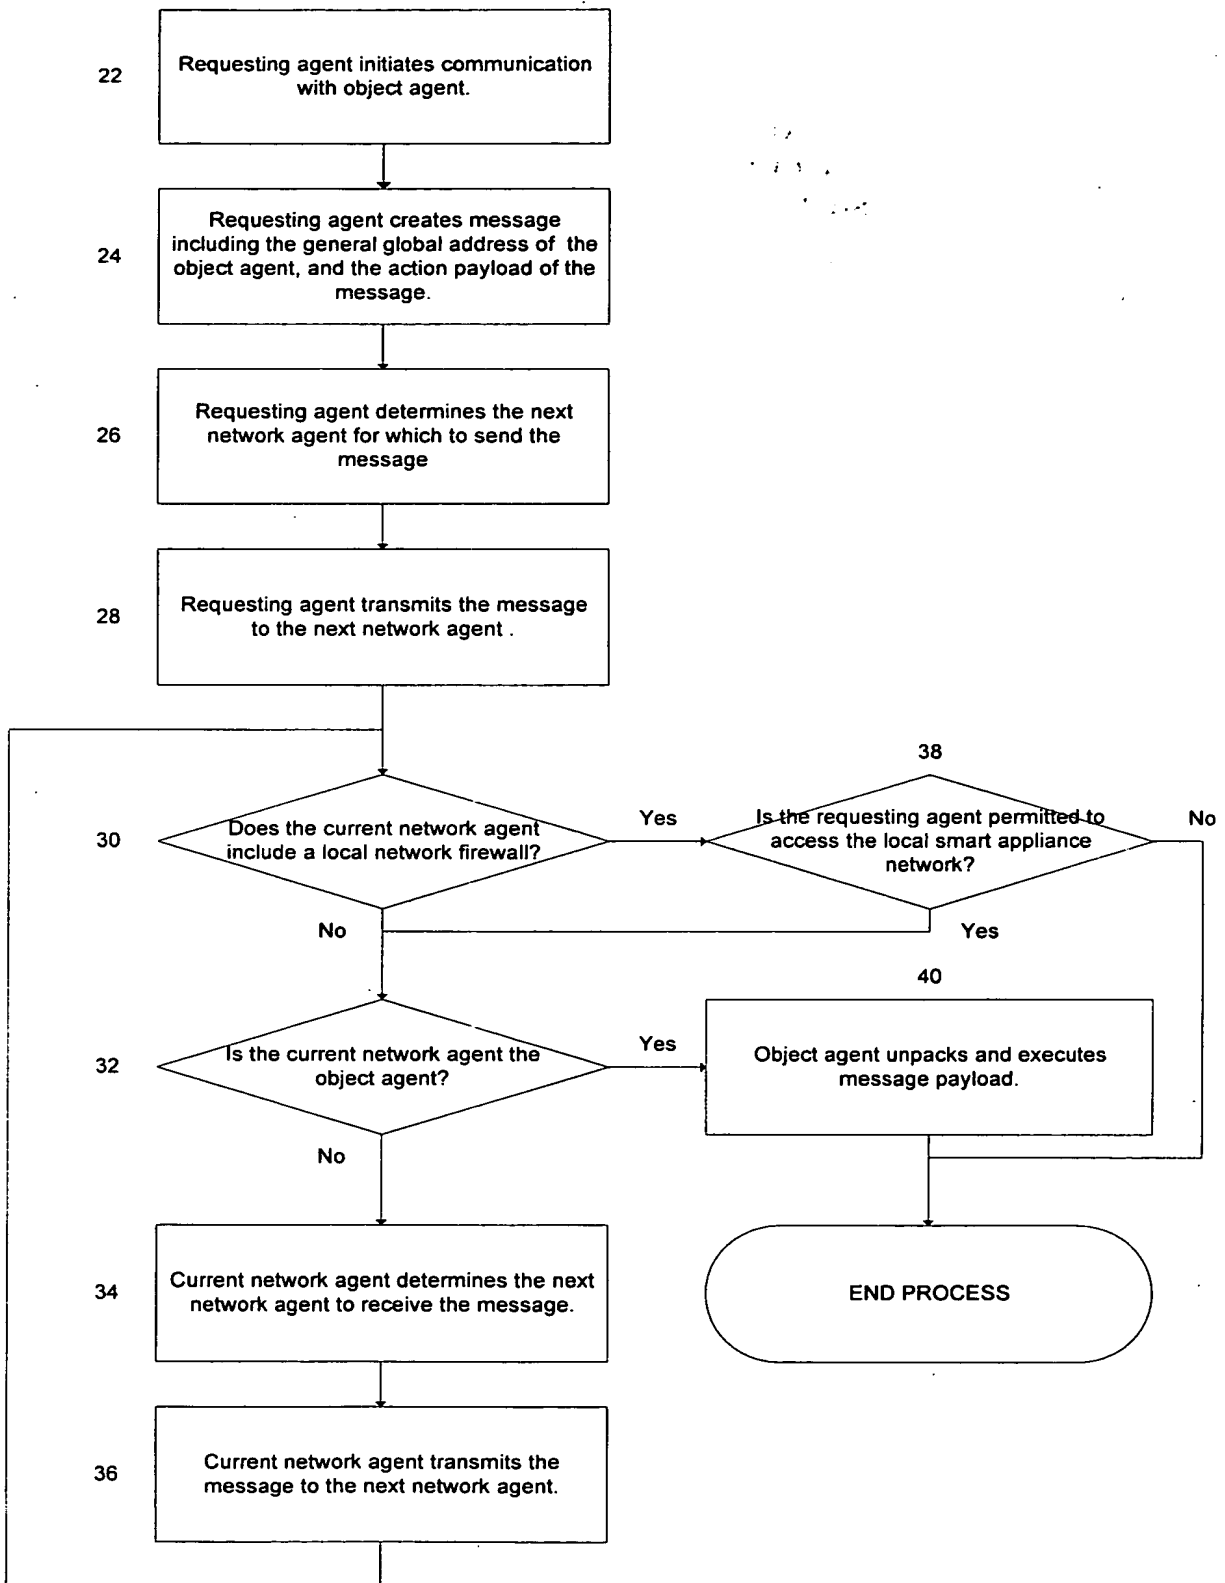 22
Requesting agent initiates communication
with object agent.
24
Requesting agent creates message
including the general global address of the
object agent, and the action payload of the
message.
26
Requesting agent determines the next
network agent for which to send the
message
28
Requesting agent transmits the message
to the next network agent .
30
Does the current network agent
include a local network firewall?
Yes
38
Is the requesting agent permitted to
access the local smart appliance
network?
No
No
Yes
32
Is the current network agent the
object agent?
Yes
40
Object agent unpacks and executes
message payload.
No
34
Current network agent determines the next
network agent to receive the message.
END PROCESS
36
Current network agent transmits the
message to the next network agent.